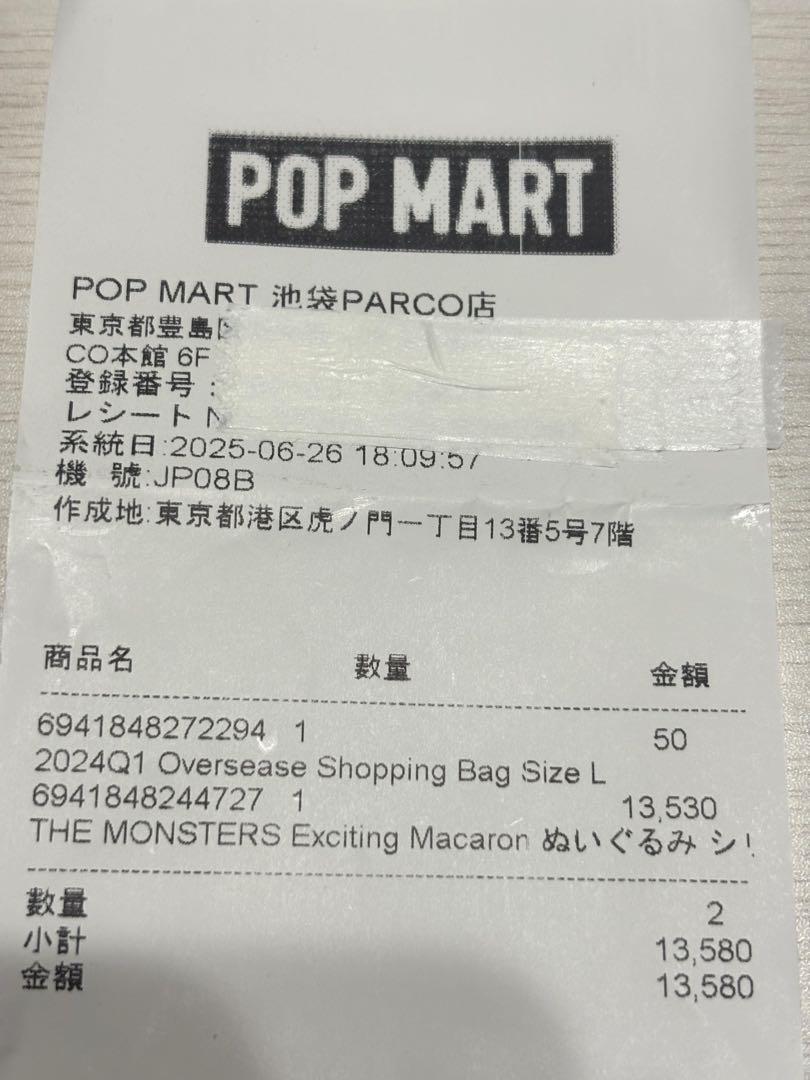 POP MART
POP MART 池袋PARCO店
東京都豊島
CO本館 6F
登録番号:
レシート
系統日:2025-06-26 18:09:57
機 號:JP08B
作成地:東京都港区虎ノ門一丁目13番5号7階
商品名 數量 金額
6941848272294 1 50
2024Q1 Oversease Shopping Bag Size L
6941848244727 1 13,530
THE MONSTERS Exciting Macaron ぬいぐるみ シリ
數量 2
小計 13,580
金額 13,580